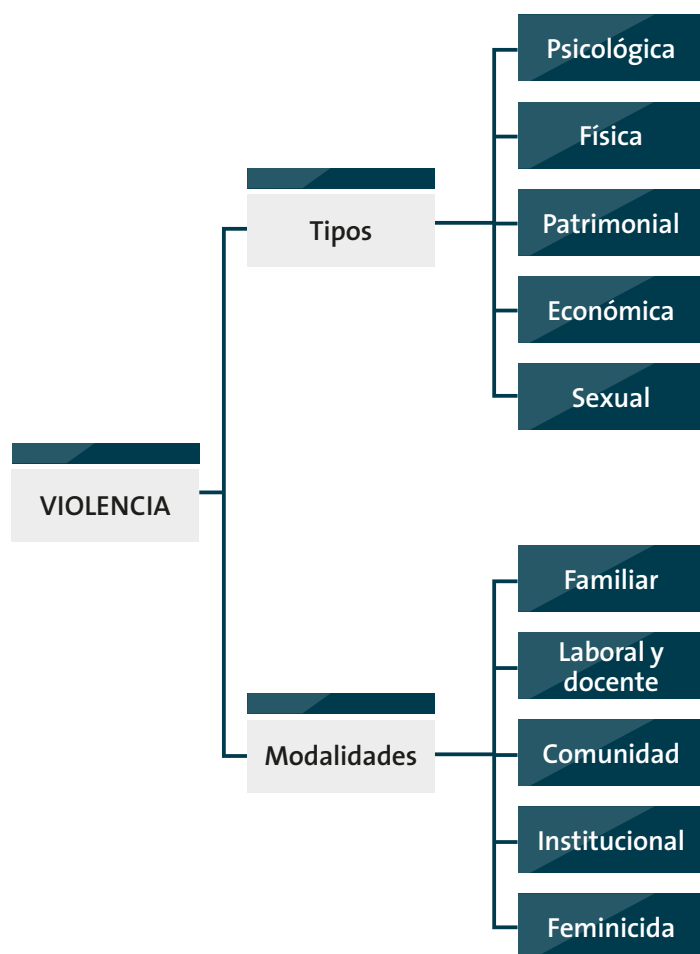 VIOLENCIA
Tipos
Psicológica
Física
Patrimonial
Económica
Sexual
Modalidades
Familiar
Laboral y
docente
Comunidad
Institucional
Feminicida